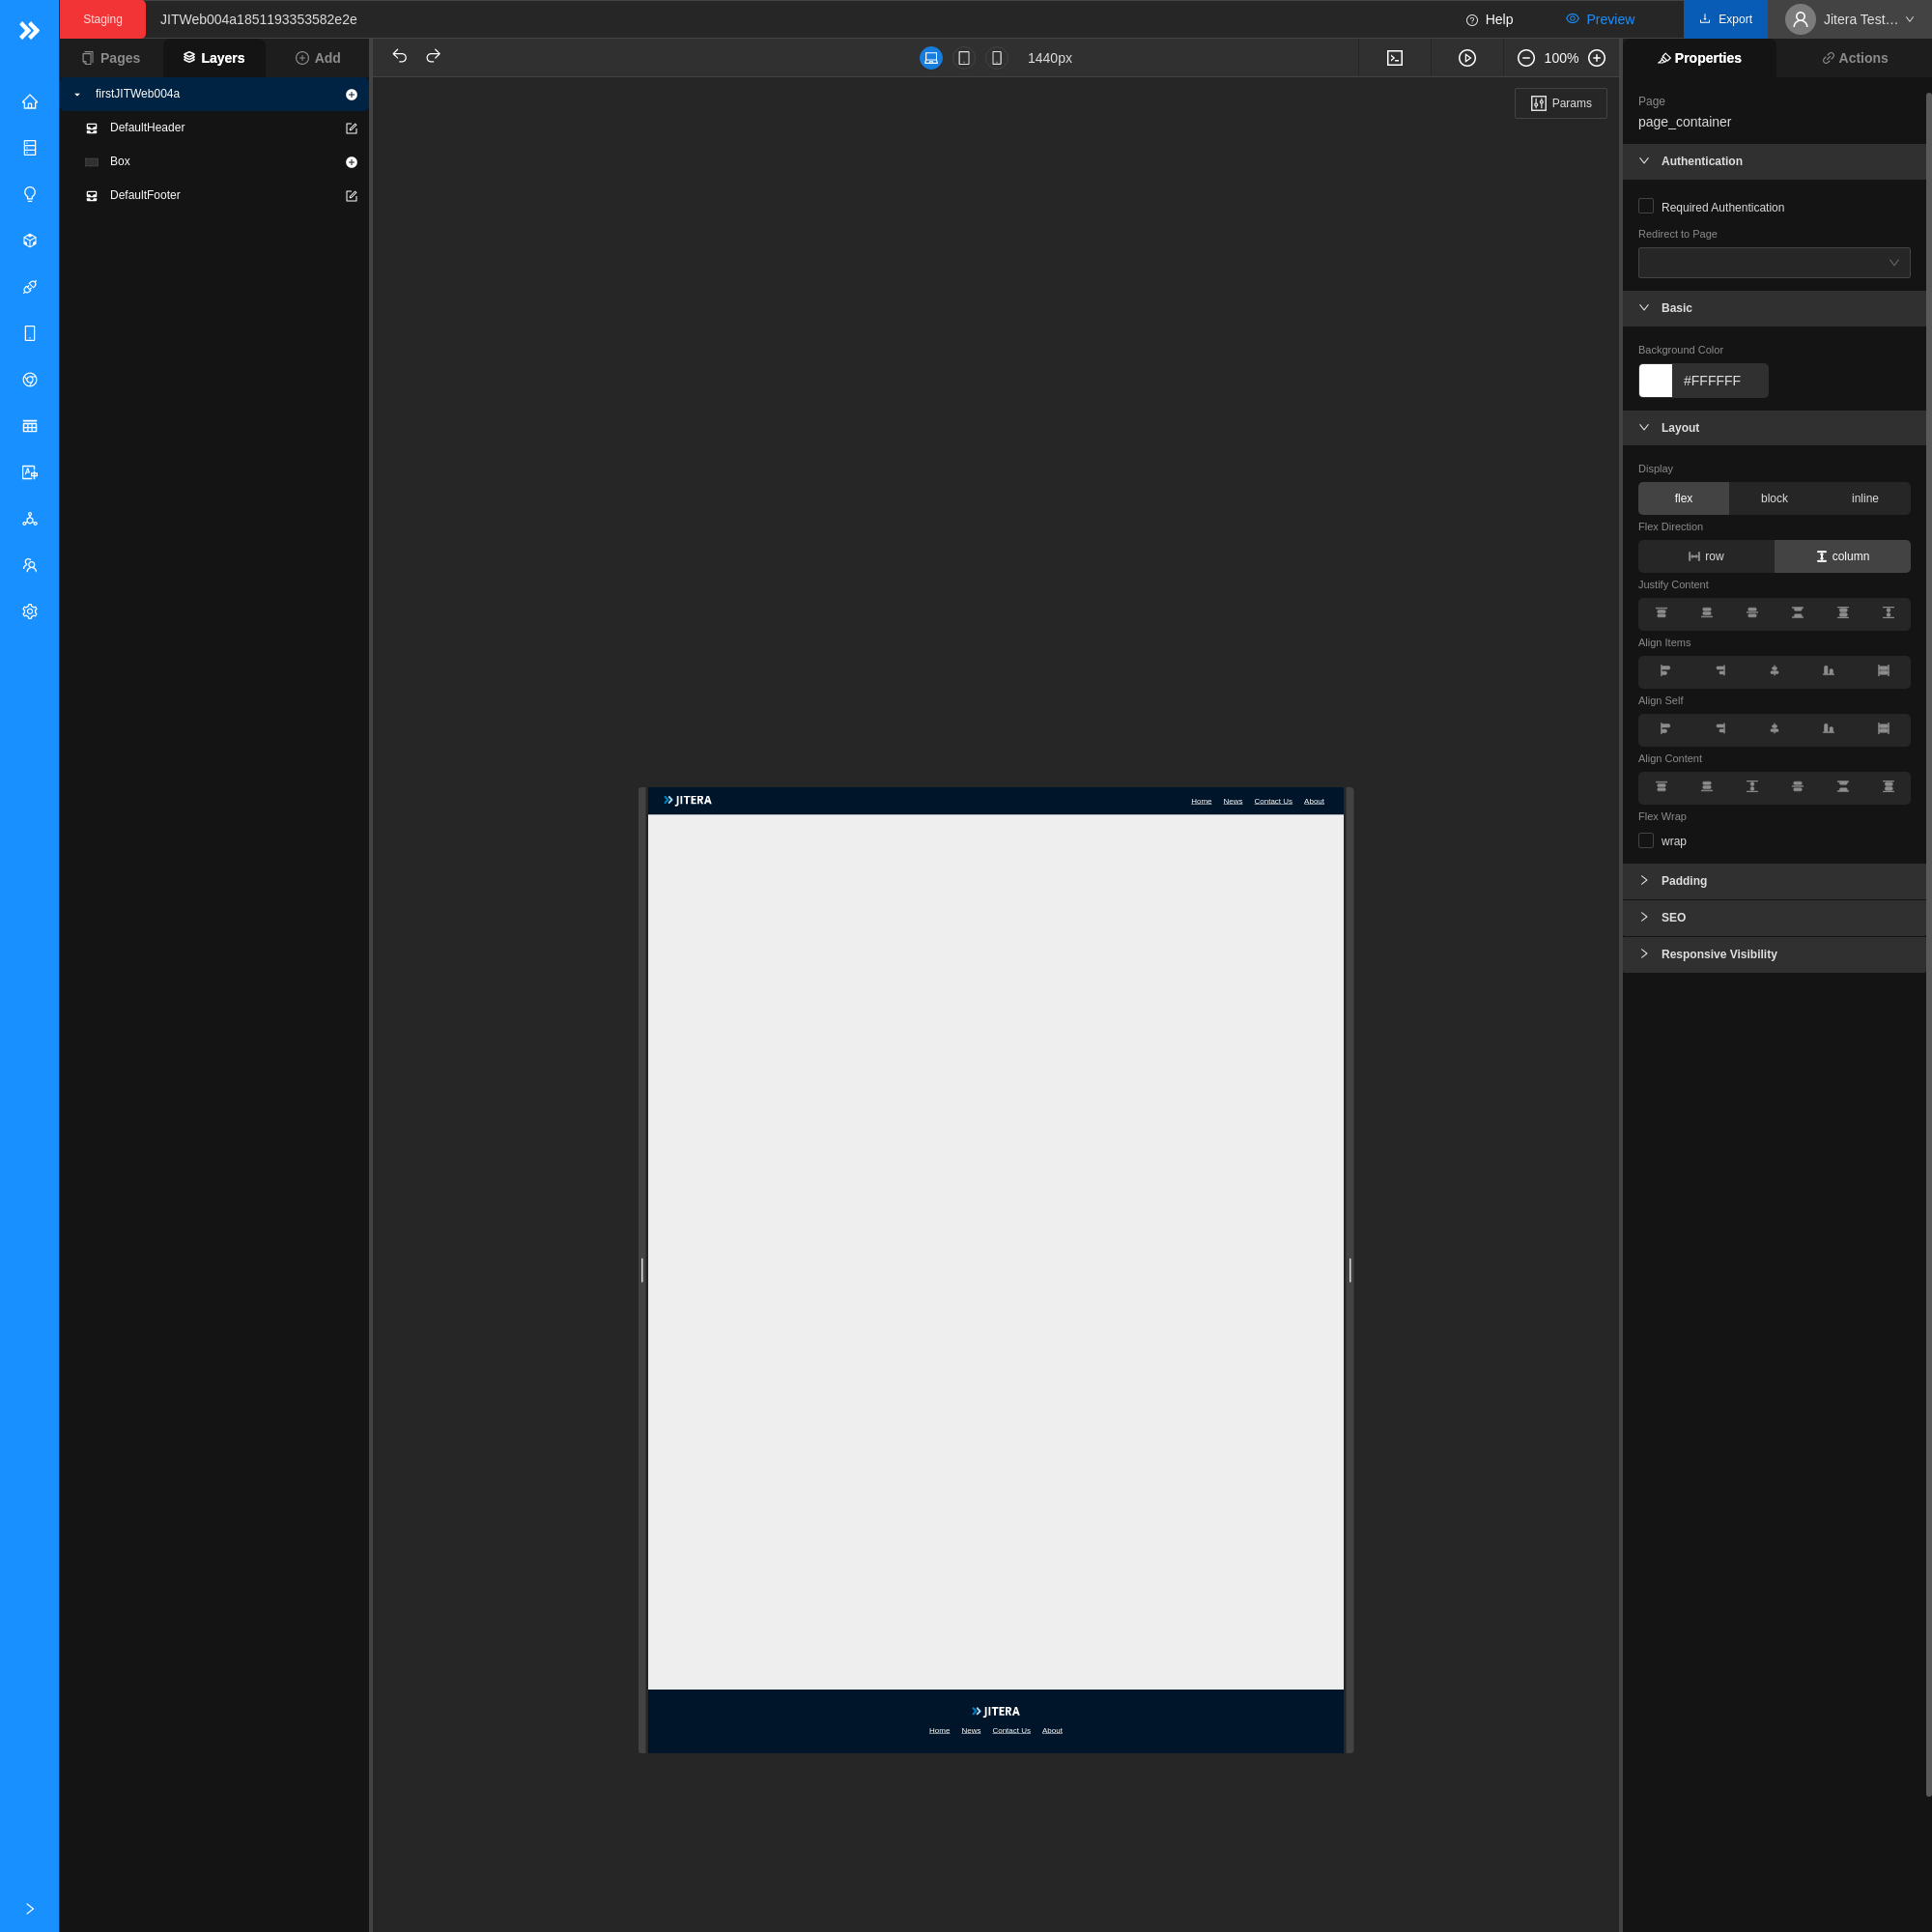 Staging
JITWeb004a1851193353582e2e
Help
Preview
Export
Jitera Test…
Pages
Layers
Add
1440px
100%
Properties
Actions
firstJITWeb004a
DefaultHeader
Box
DefaultFooter
Params
JITERA
Home News Contact Us About
JITERA
Home News Contact Us About
Page
page_container
Authentication
Required Authentication
Redirect to Page
Basic
Background Color
#FFFFFF
Layout
Display
flex block inline
Flex Direction
row column
Justify Content
Align Items
Align Self
Align Content
Flex Wrap
wrap
Padding
SEO
Responsive Visibility